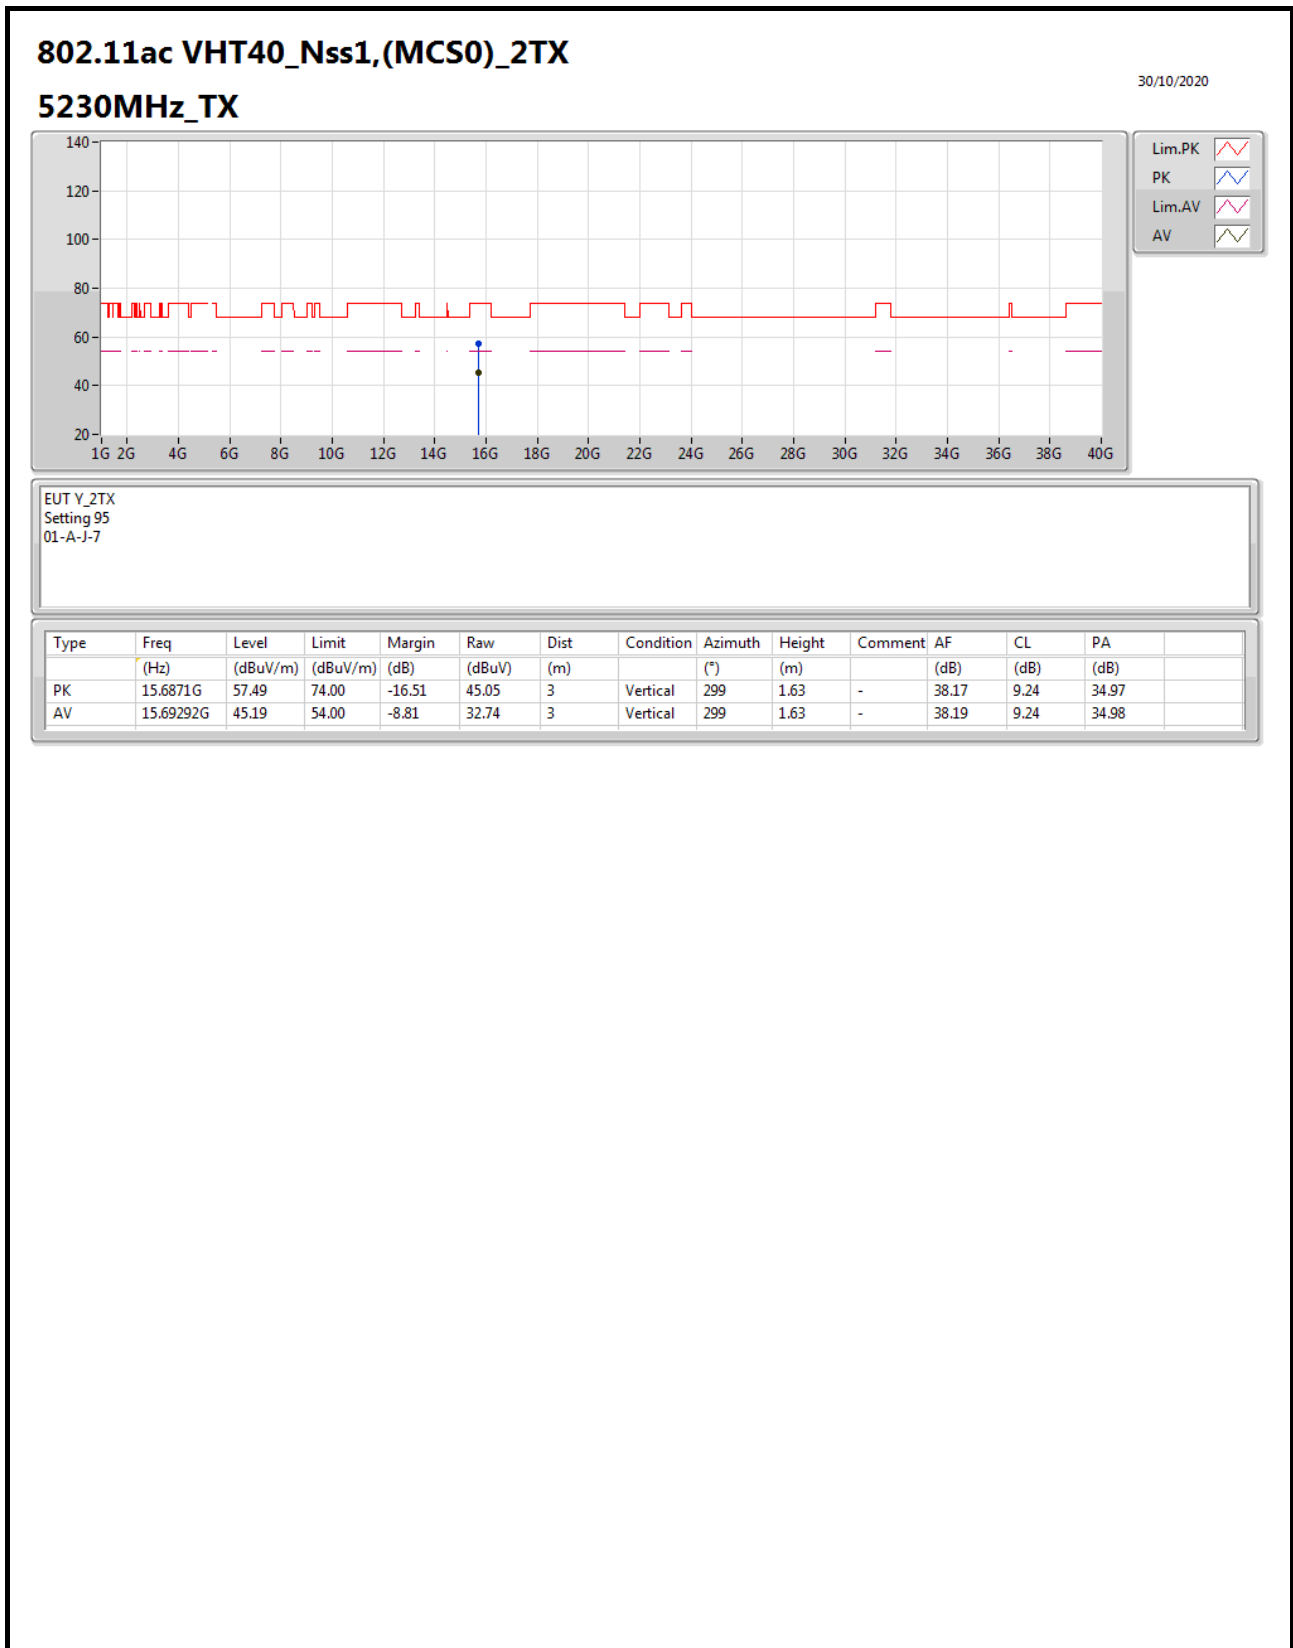 802.11ac VHT40_Nss1,(MCS0)_2TX
30/10/2020
5230MHz_TX
140
120
100
80
60
40
20
1G 2G 4G 6G 8G 10G 12G 14G 16G 18G 20G 22G 24G 26G 28G 30G 32G 34G 36G 38G 40G
Lim.PK
PK
Lim.AV
AV
EUT Y_2TX
Setting 95
01-A-J-7
Type Freq Level Limit Margin Raw Dist Condition Azimuth Height Comment AF CL PA
(Hz) (dBuV/m) (dBuV/m) (dB) (dBuV) (m) (°) (m) (dB) (dB) (dB)
PK 15.6871G 57.49 74.00 -16.51 45.05 3 Vertical 299 1.63 - 38.17 9.24 34.97
AV 15.69292G 45.19 54.00 -8.81 32.74 3 Vertical 299 1.63 - 38.19 9.24 34.98